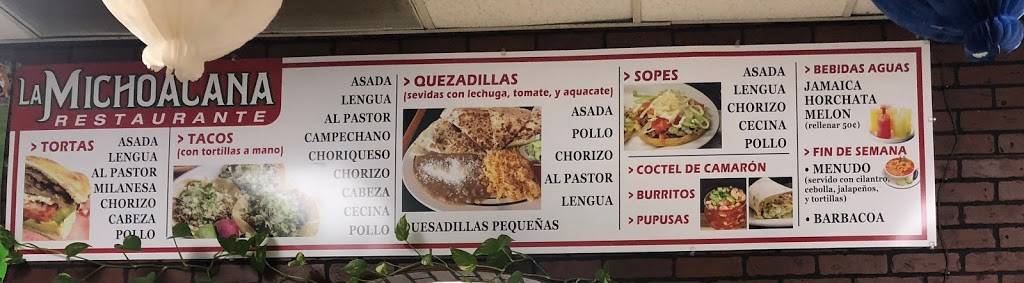 LA MICHOACANA
RESTAURANTE
> TORTAS
ASADA
LENGUA
AL PASTOR
MILANESA
CHORIZO
CABEZA
POLLO
> TACOS
(con tortillas a mano)
ASADA
LENGUA
AL PASTOR
CAMPECHANO
CHORIQUESO
CHORIZO
CABEZA
CECINA
POLLO
> QUEZADILLAS
(sevidas con lechuga, tomate, y aquacate)
ASADA
POLLO
CHORIZO
AL PASTOR
LENGUA
QUESADILLAS PEQUEÑAS
> SOPES
ASADA
LENGUA
CHORIZO
CECINA
POLLO
> COCTEL DE CAMARÓN
> BURRITOS
> PUPUSAS
> BEBIDAS AGUAS
JAMAICA
HORCHATA
MELON
(rellenar 50¢)
> FIN DE SEMANA
• MENUDO
(servido con cilantro,
cebolla, jalapeños,
y tortillas)
• BARBACOA